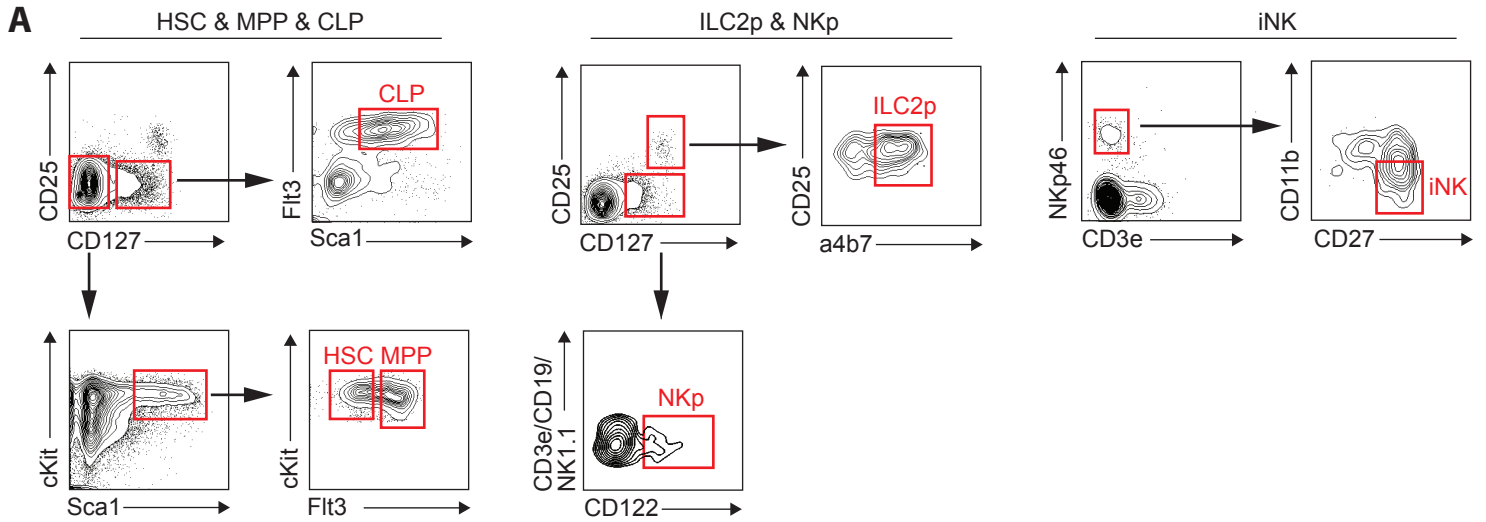 A
HSC & MPP & CLP
ILC2p & NKp
iNK
CD25
CD127
Flt3
CLP
Sca1
CD25
CD127
CD25
ILC2p
a4b7
NKp46
CD3e
CD11b
iNK
CD27
cKit
Sca1
cKit
HSC MPP
Flt3
CD3e/CD19/
NK1.1
NKp
CD122